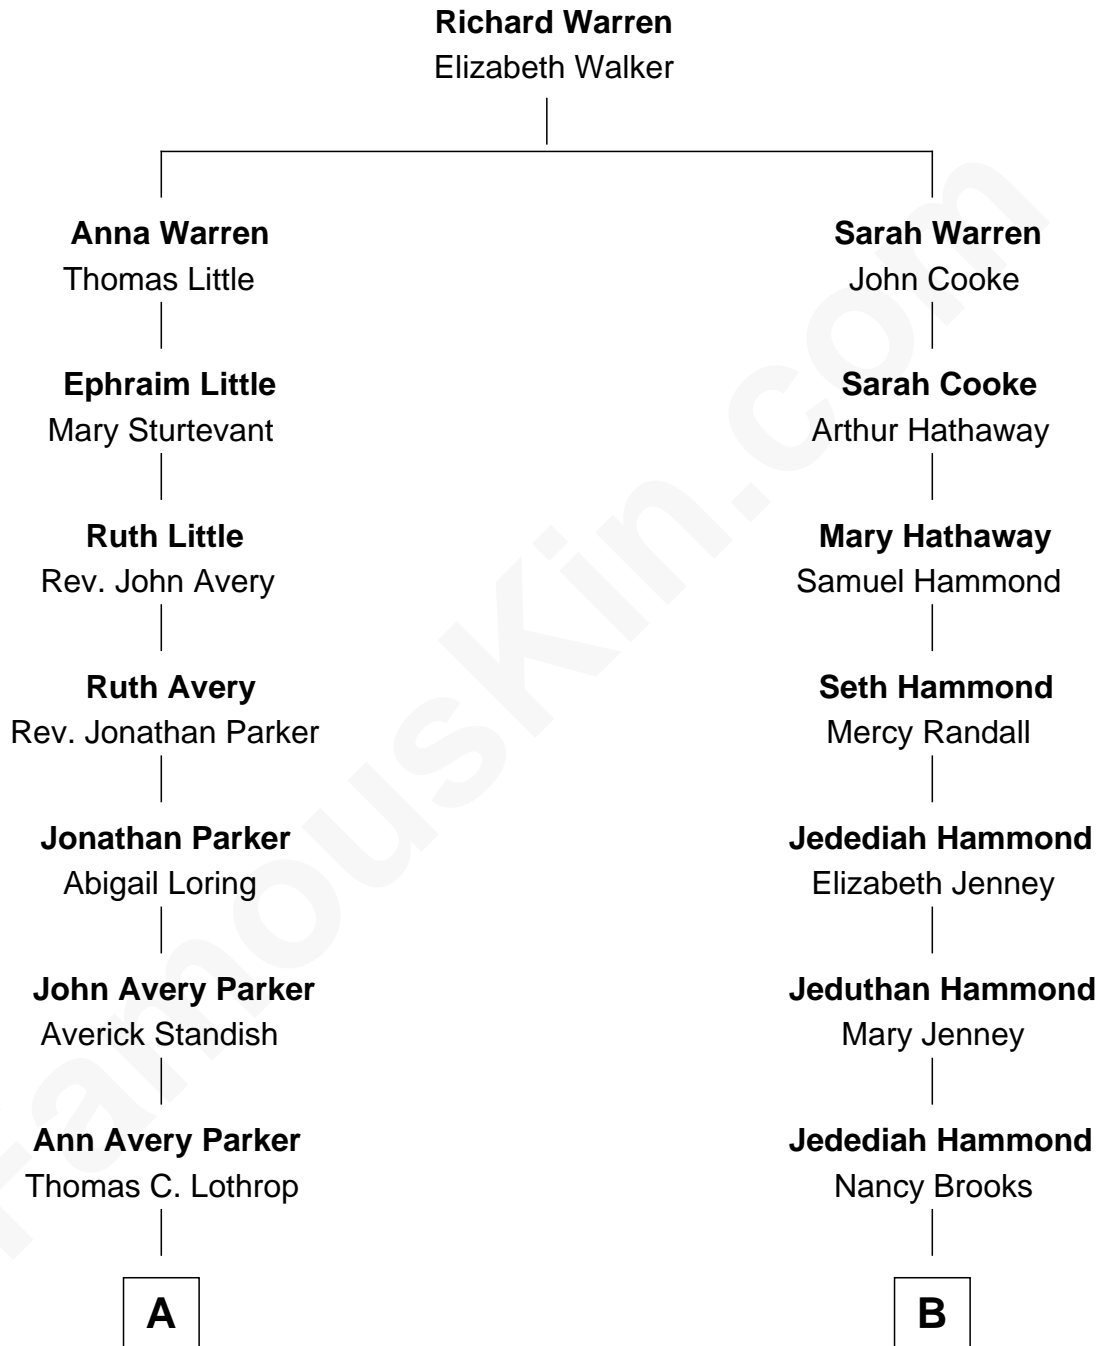 Richard Warren
Elizabeth Walker
Anna Warren
Thomas Little
Sarah Warren
John Cooke
Ephraim Little
Mary Sturtevant
Sarah Cooke
Arthur Hathaway
Ruth Little
Rev. John Avery
Mary Hathaway
Samuel Hammond
Ruth Avery
Rev. Jonathan Parker
Seth Hammond
Mercy Randall
Jonathan Parker
Abigail Loring
Jedediah Hammond
Elizabeth Jenney
John Avery Parker
Averick Standish
Jeduthan Hammond
Mary Jenney
Ann Avery Parker
Thomas C. Lothrop
Jedediah Hammond
Nancy Brooks
A
B
FamousKin.com